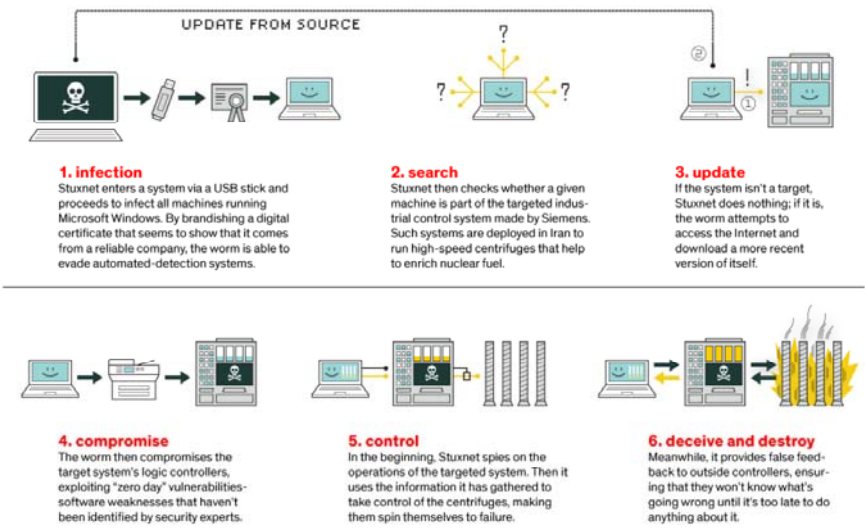 UPDATE FROM SOURCE
?
?
?
!
②
①
1. infection
Stuxnet enters a system via a USB stick and
proceeds to infect all machines running
Microsoft Windows. By brandishing a digital
certificate that seems to show that it comes
from a reliable company, the worm is able to
evade automated-detection systems.
2. search
Stuxnet then checks whether a given
machine is part of the targeted indus-
trial control system made by Siemens.
Such systems are deployed in Iran to
run high-speed centrifuges that help
to enrich nuclear fuel.
3. update
If the system isn't a target,
Stuxnet does nothing; if it is,
the worm attempts to
access the Internet and
download a more recent
version of itself.
4. compromise
The worm then compromises the
target system's logic controllers,
exploiting "zero day" vulnerabilities-
software weaknesses that haven't
been identified by security experts.
5. control
In the beginning, Stuxnet spies on the
operations of the targeted system. Then it
uses the information it has gathered to
take control of the centrifuges, making
them spin themselves to failure.
6. deceive and destroy
Meanwhile, it provides false feed-
back to outside controllers, ensur-
ing that they won't know what's
going wrong until it's too late to do
anything about it.